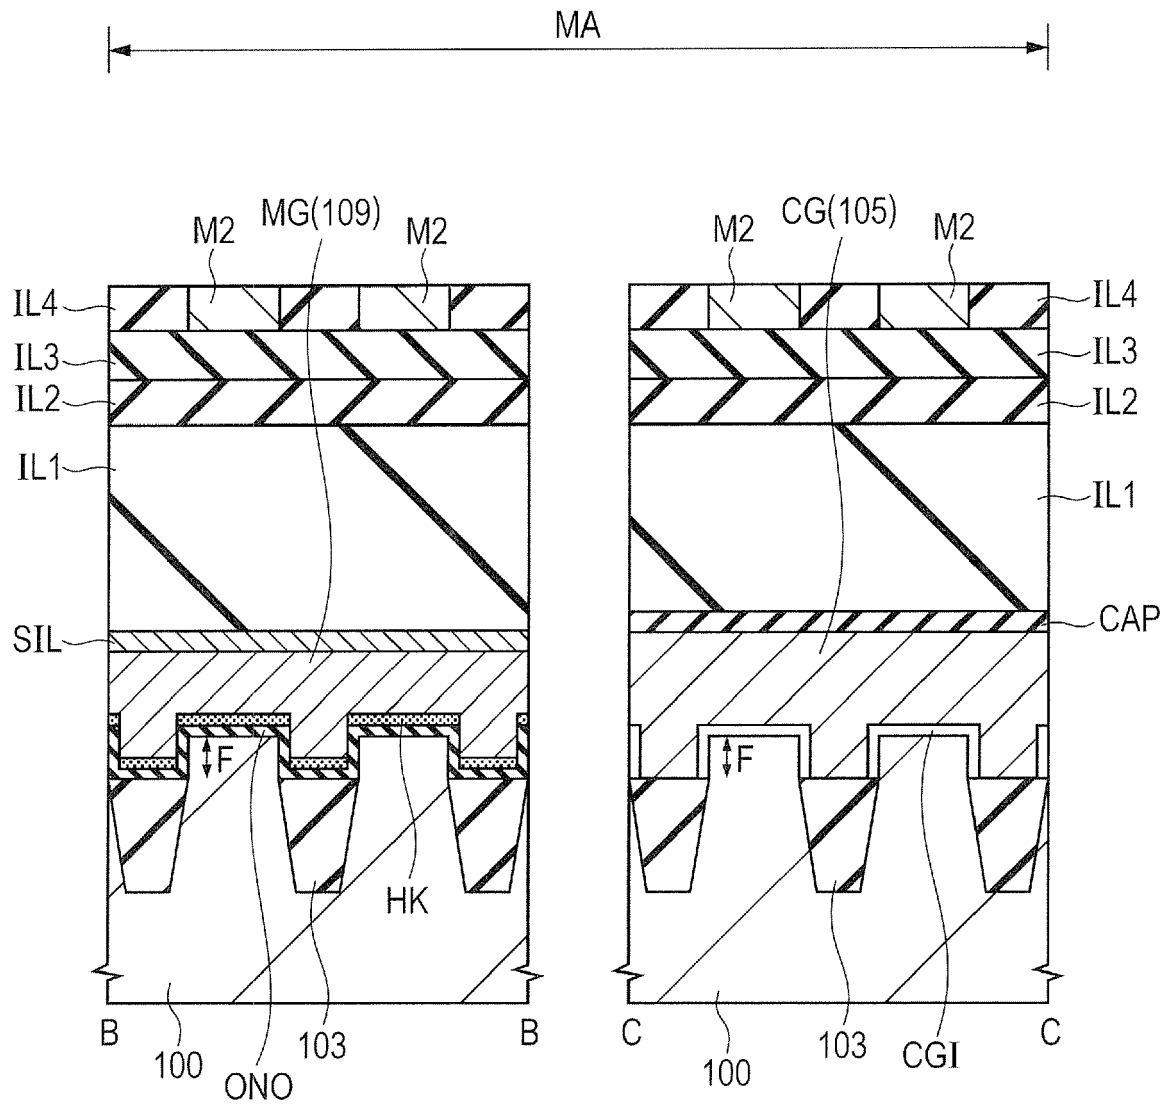 MA
MG(109)
CG(105)
M2
M2
M2
M2
IL4
IL4
IL3
IL3
IL2
IL2
IL1
IL1
SIL
CAP
F
F
HK
B
B
C
C
100
103
100
103
CGI
ONO